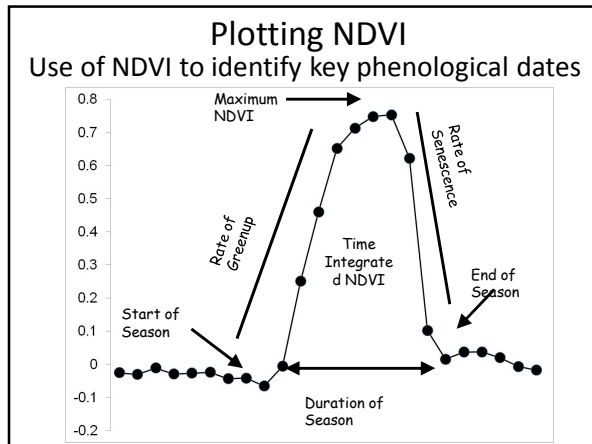 Plotting NDVI
Use of NDVI to identify key phenological dates
0.8
0.7
0.6
0.5
0.4
0.3
0.2
0.1
0
-0.1
-0.2
Maximum
NDVI
Rate of
Greenup
Rate of
Senescence
Time
Integrate
d NDVI
Start of
Season
End of
Season
Duration of
Season